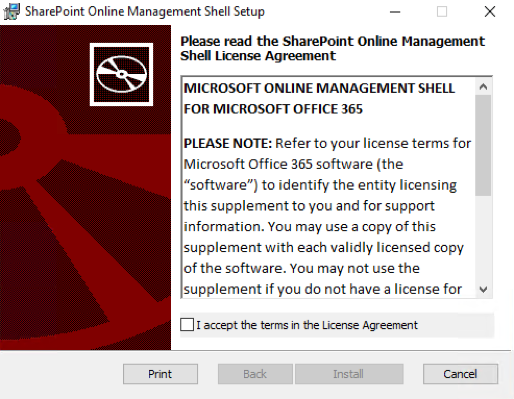 SharePoint Online Management Shell Setup
Please read the SharePoint Online Management
Shell License Agreement
MICROSOFT ONLINE MANAGEMENT SHELL
FOR MICROSOFT OFFICE 365
PLEASE NOTE: Refer to your license terms for
Microsoft Office 365 software (the
“software”) to identify the entity licensing
this supplement to you and for support
information. You may use a copy of this
supplement with each validly licensed copy
of the software. You may not use the
supplement if you do not have a license for
I accept the terms in the License Agreement
Print Back Install Cancel